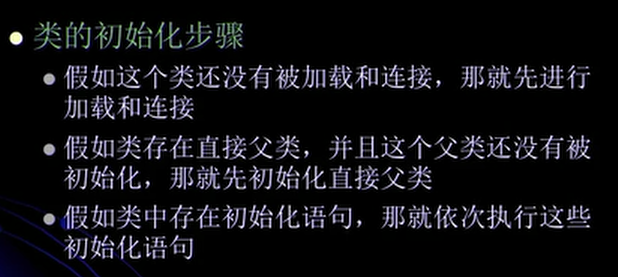 类的初始化步骤
假如这个类还没有被加载和连接，那就先进行
加载和连接
假如类存在直接父类，并且这个父类还没有被
初始化，那就先初始化直接父类
假如类中存在初始化语句，那就依次执行这些
初始化语句